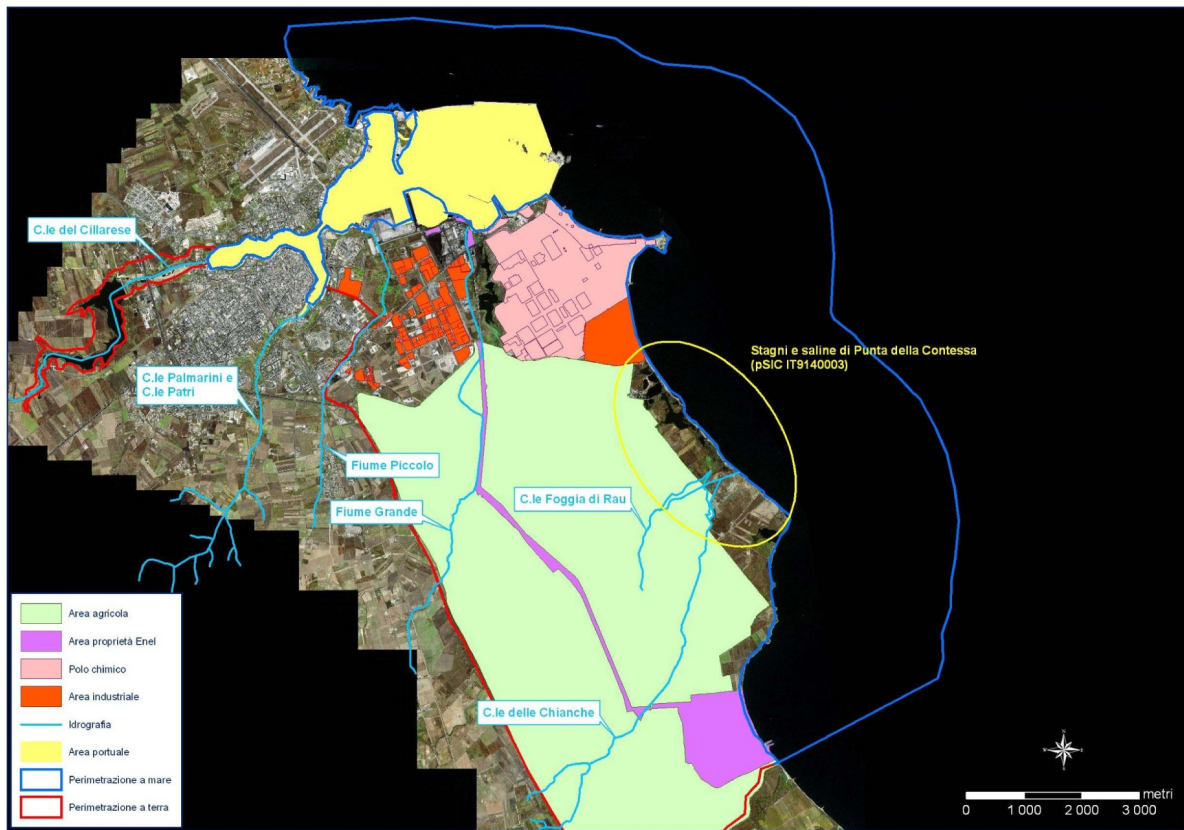 C.le del Cillarese
Stagni e saline di Punta della Contessa
(pSIC IT9140003)
C.le Palmarini e
C.le Patri
Fiume Piccolo
C.le Foggia di Rau
Fiume Grande
C.le delle Chianche
Area agricola
Area proprietà Enel
Polo chimico
Area industriale
Idrografia
Area portuale
Perimetrazione a mare
Perimetrazione a terra
N
W
E
S
metri
0 1 000 2 000 3 000